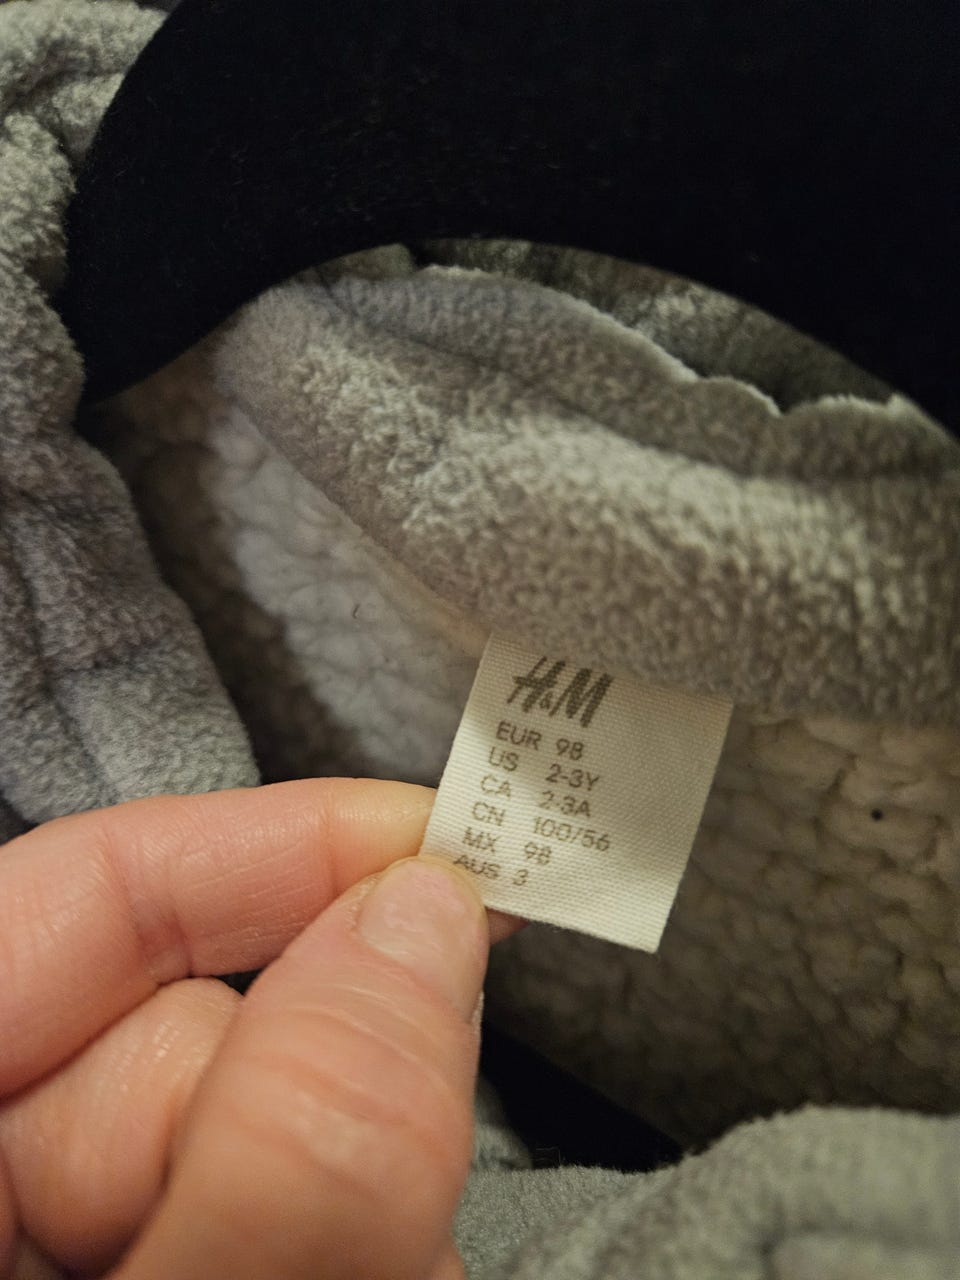 H&M
EUR 98
US 2-3Y
CA 2-3A
CN 100/56
MX 98
AUS 3